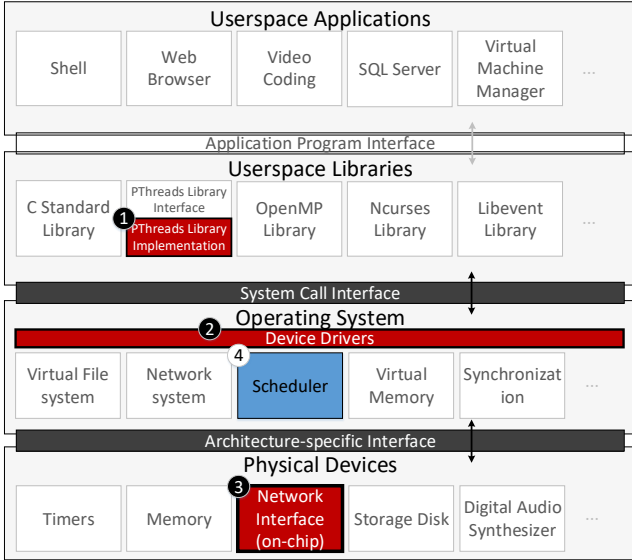 Userspace Applications
Shell
Web
Browser
Video
Coding
SQL Server
Virtual
Machine
Manager
...
Application Program Interface
Userspace Libraries
C Standard
Library
1
PThreads Library
Interface
PThreads Library
Implementation
OpenMP
Library
Ncurses
Library
Libevent
Library
...
System Call Interface
Operating System
2
Device Drivers
Virtual File
system
Network
system
4
Scheduler
Virtual
Memory
Synchronizat
ion
...
Architecture-specific Interface
Physical Devices
Timers
Memory
3
Network
Interface
(on-chip)
Storage Disk
Digital Audio
Synthesizer
...